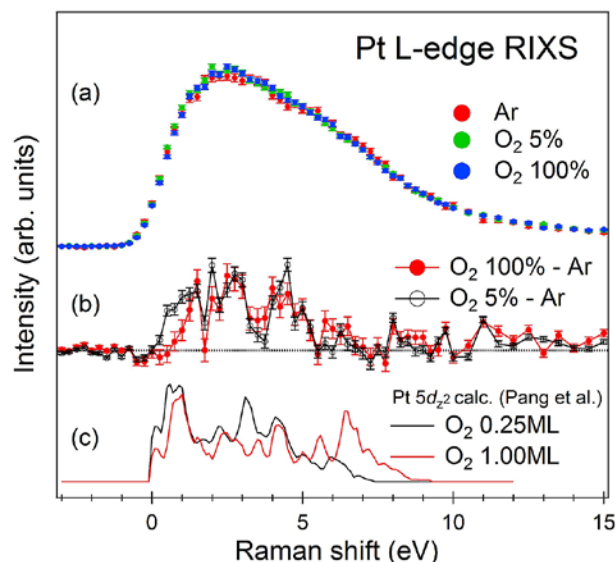 Pt L-edge RIXS
(a)
Ar
O₂ 5%
O₂ 100%
Intensity (arb. units)
(b)
O₂ 100% - Ar
O₂ 5% - Ar
Pt 5d_z² calc. (Pang et al.)
(c)
O₂ 0.25ML
O₂ 1.00ML
0 5 10 15
Raman shift (eV)